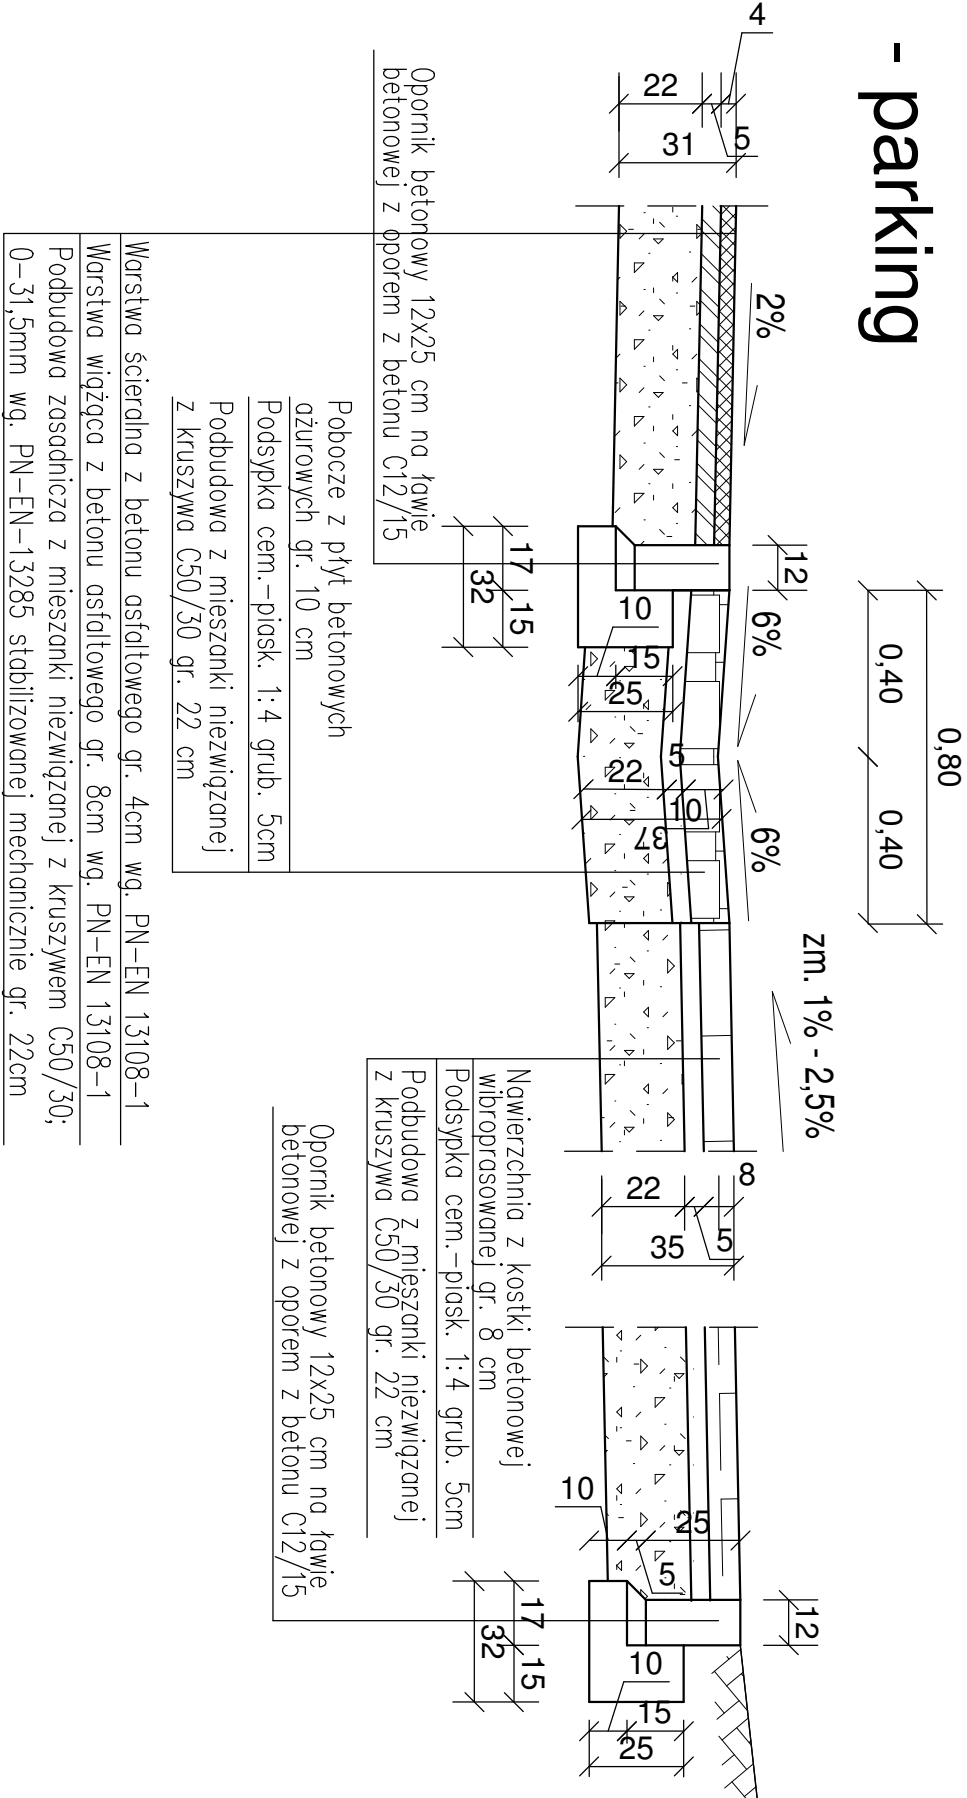 - parking
4
22
5
31
2%
12
6%
6%
0,40
0,40
0,80
zm. 1% - 2,5%
10
15
25
17
15
32
22
5
10
37
8
22
5
35
10
25
5
12
17
15
32
10
15
25
Opornik betonowy 12x25 cm na ławie
betonowej z oporem z betonu C12/15
Pobocze z płyt betonowych
ażurowych gr. 10 cm
Podsypka cem.-piask. 1:4 grub. 5cm
Podbudowa z mieszanki niezwiązanej
z kruszywa C50/30 gr. 22 cm
Warstwa ścieralna z betonu asfaltowego gr. 4cm wg. PN-EN 13108-1
Warstwa wiążąca z betonu asfaltowego gr. 8cm wg. PN-EN 13108-1
Podbudowa zasadnicza z mieszanki niezwiązanej z kruszywem C50/30;
0-31,5mm wg. PN-EN-13285 stabilizowanej mechanicznie gr. 22cm
Nawierzchnia z kostki betonowej
wibroprasowanej gr. 8 cm
Podsypka cem.-piask. 1:4 grub. 5cm
Podbudowa z mieszanki niezwiązanej
z kruszywa C50/30 gr. 22 cm
Opornik betonowy 12x25 cm na ławie
betonowej z oporem z betonu C12/15